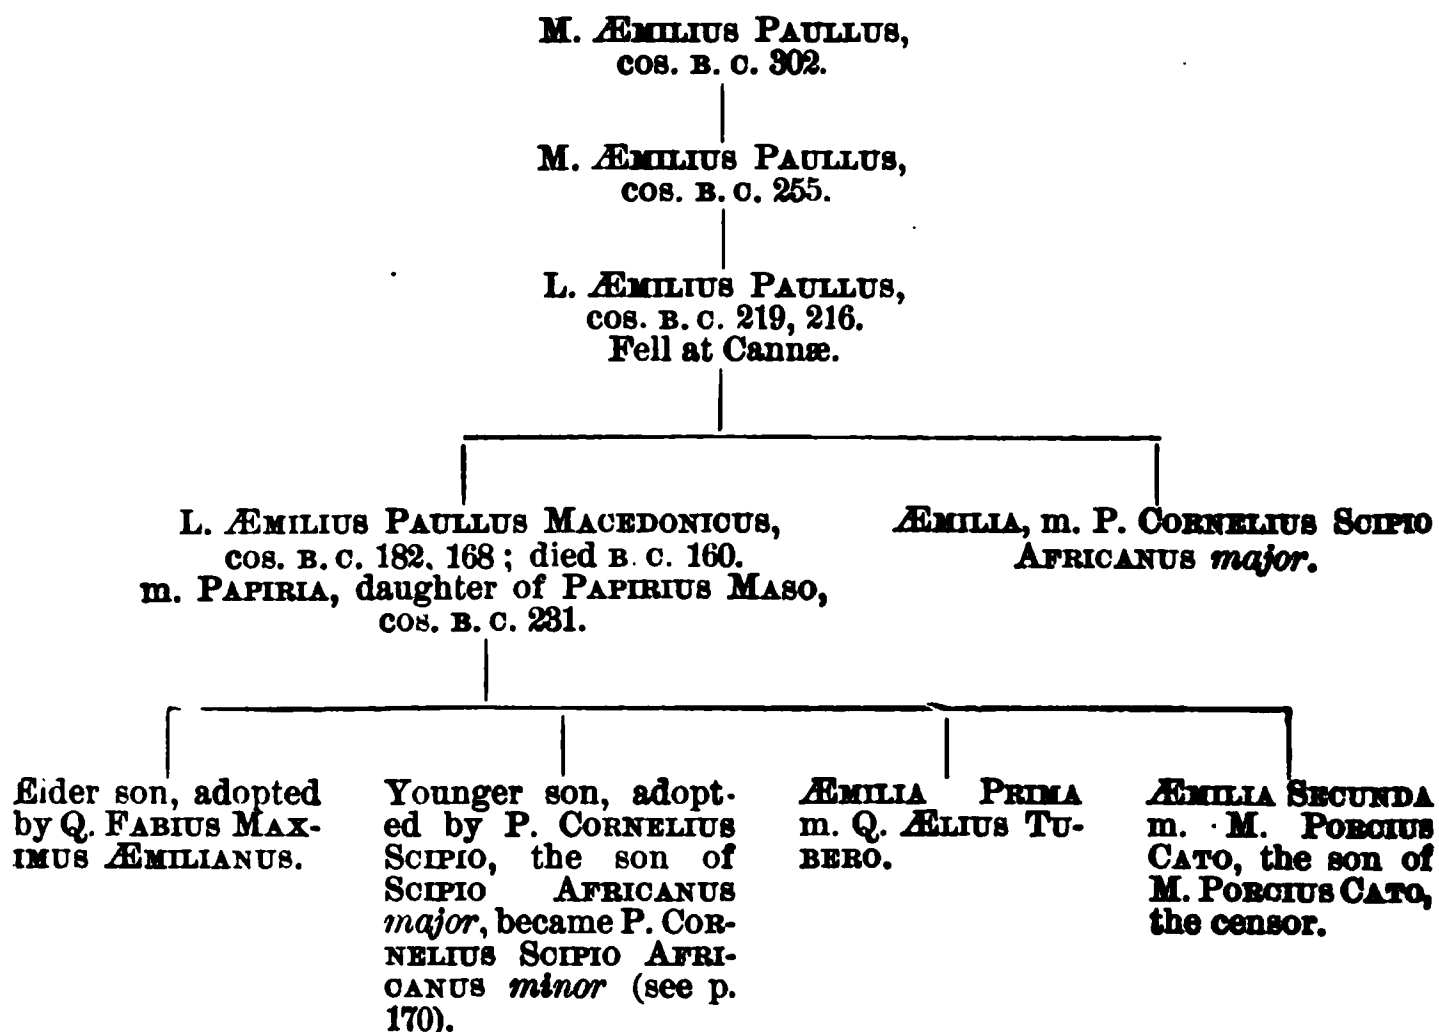 M. ÆMILIUS PAULLUS,
COS. B. C. 302.
M. ÆMILIUS PAULLUS,
COS. B. C. 255.
L. ÆMILIUS PAULLUS,
COS. B. C. 219, 216.
Fell at Cannæ.
L. ÆMILIUS PAULLUS MACEDONICUS,
COS. B. C. 182, 168 ; died B. C. 160.
m. PAPIRIA, daughter of PAPIRIUS MASO,
COS. B. C. 231.
ÆMILIA, m. P. CORNELIUS SCIPIO
AFRICANUS major.
Elder son, adopted
by Q. FABIUS MAX-
IMUS ÆMILIANUS.
Younger son, adopt-
ed by P. CORNELIUS
SCIPIO, the son of
SCIPIO AFRICANUS
major, became P. COR-
NELIUS SCIPIO AFRI-
CANUS minor (see p.
170).
ÆMILIA PRIMA
m. Q. ÆLIUS TU-
BERO.
ÆMILIA SECUNDA
m. M. PORCIUS
CATO, the son of
M. PORCIUS CATO,
the censor.